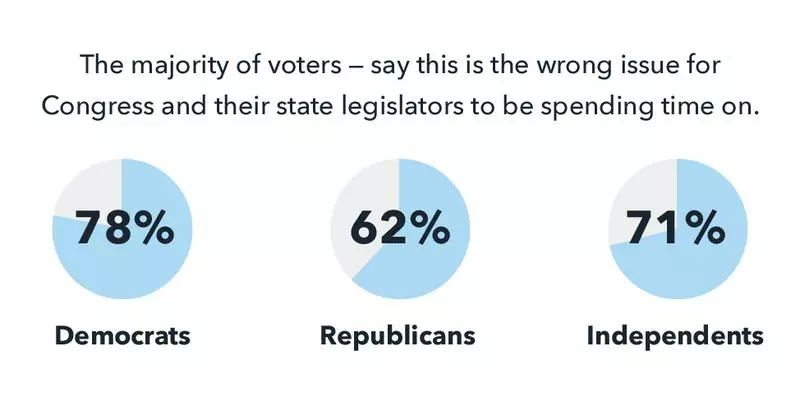 The majority of voters – say this is the wrong issue for
Congress and their state legislators to be spending time on.
78%
62%
71%
Democrats
Republicans
Independents